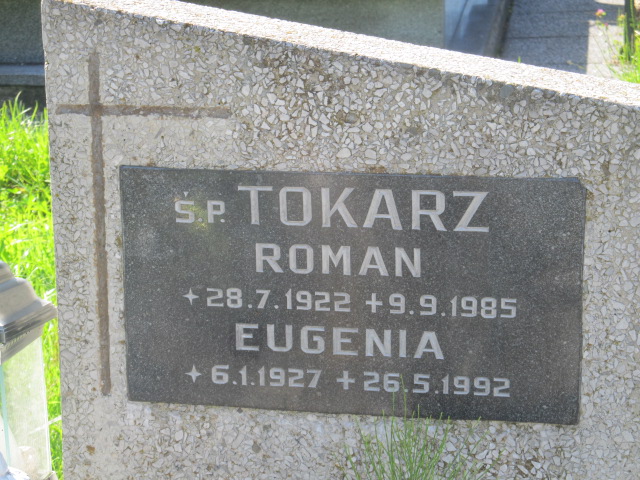 Ś.P. TOKARZ
ROMAN
✦28.7.1922 +9.9.1985
EUGENIA
✦6.1.1927 +26.5.1992